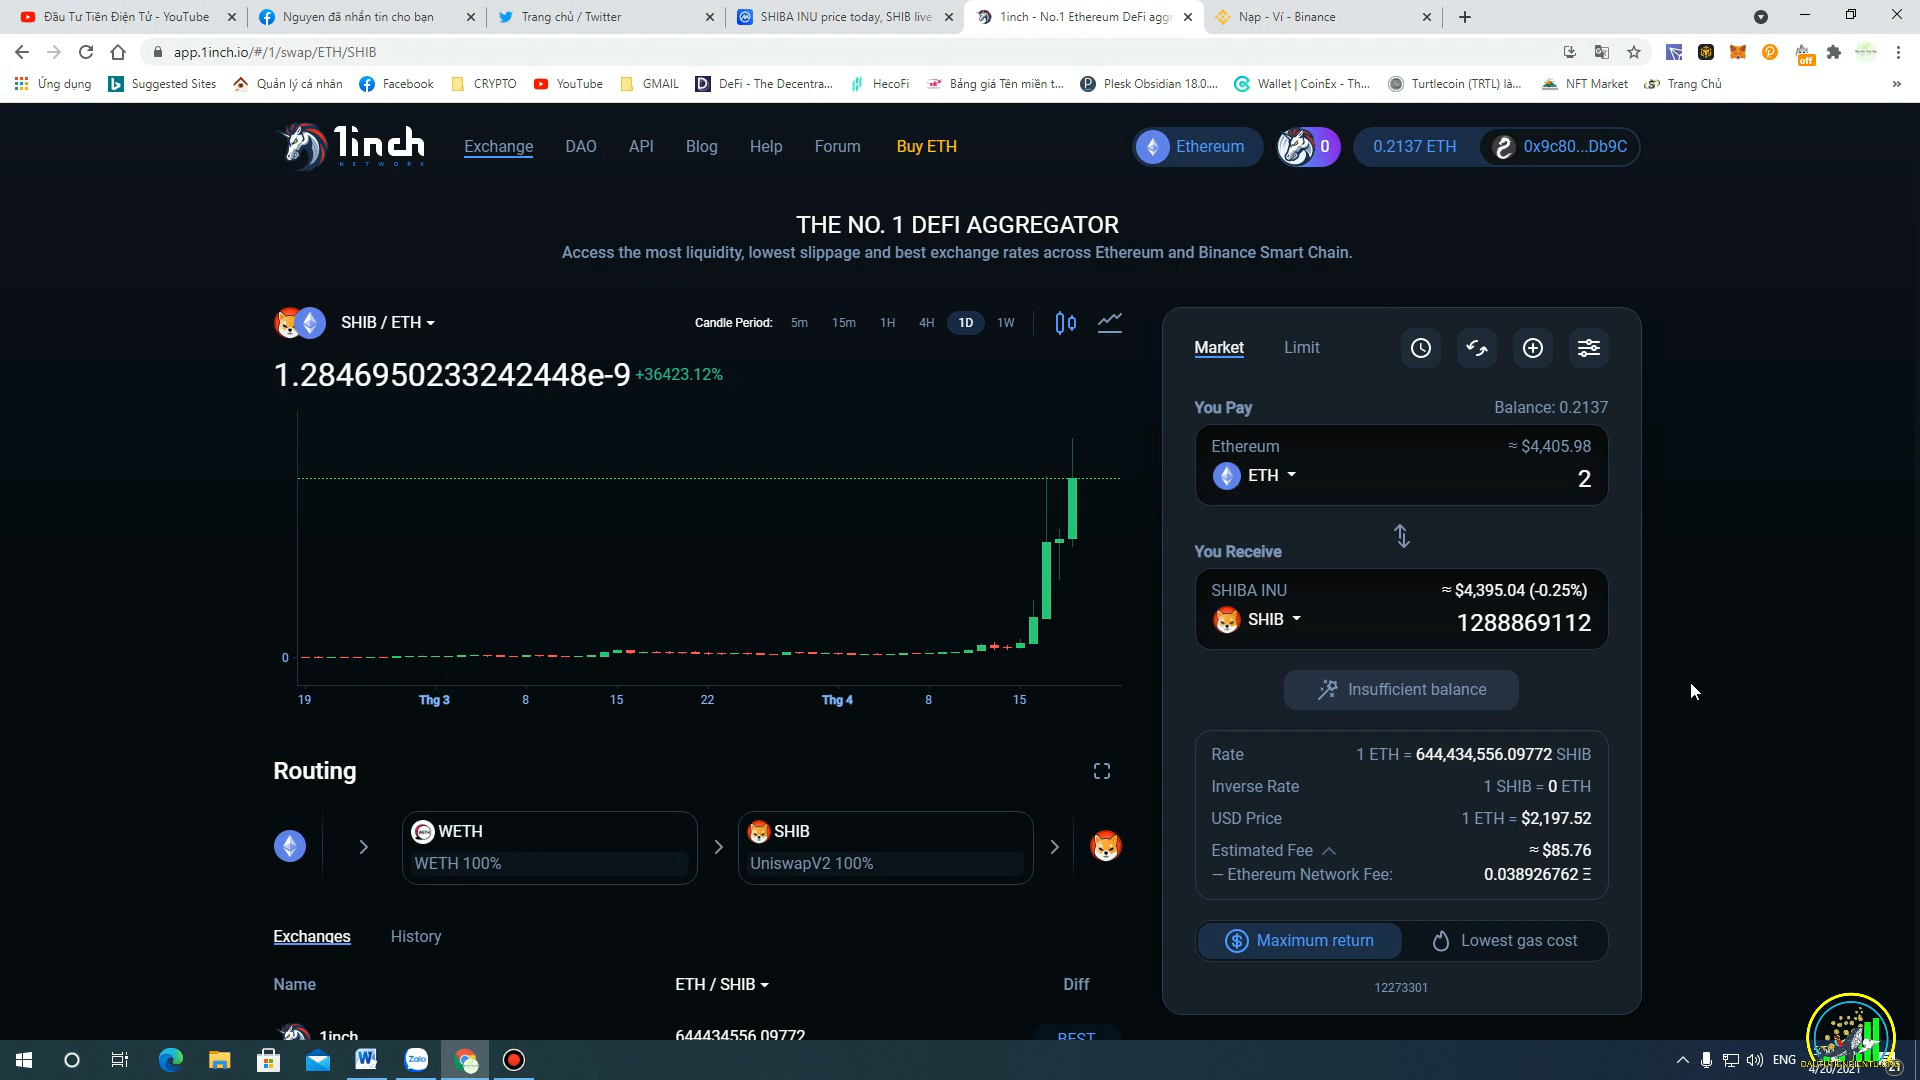 Đầu Tư Tiền Điện Tử - YouTube
Nguyen đã nhắn tin cho bạn
Trang chủ / Twitter
SHIBA INU price today, SHIB live
1inch - No.1 Ethereum DeFi aggr
Nạp - Ví - Binance
app.1inch.io/#/1/swap/ETH/SHIB
off
Ứng dụng
Suggested Sites
Quản lý cá nhân
Facebook
CRYPTO
YouTube
GMAIL
DeFi - The Decentra...
HecoFi
Bảng giá Tên miền t...
Plesk Obsidian 18.0....
Wallet | CoinEx - Th...
Turtlecoin (TRTL) là...
NFT Market
Trang Chủ
1inch
NETWORK
Exchange
DAO
API
Blog
Help
Forum
Buy ETH
Ethereum
0
0.2137 ETH
0x9c80...Db9C
THE NO. 1 DEFI AGGREGATOR
Access the most liquidity, lowest slippage and best exchange rates across Ethereum and Binance Smart Chain.
SHIB / ETH
Candle Period:
5m
15m
1H
4H
1D
1W
1.2846950233242448e-9 +36423.12%
0
19
Thg 3
8
15
22
Thg 4
8
15
Market
Limit
You Pay
Balance: 0.2137
Ethereum
≈ $4,405.98
ETH
2
You Receive
SHIBA INU
≈ $4,395.04 (-0.25%)
SHIB
1288869112
Insufficient balance
Rate
1 ETH = 644,434,556.09772 SHIB
Inverse Rate
1 SHIB = 0 ETH
USD Price
1 ETH = $2,197.52
Estimated Fee
≈ $85.76
— Ethereum Network Fee:
0.038926762 Ξ
Maximum return
Lowest gas cost
12273301
Routing
WETH
WETH 100%
SHIB
UniswapV2 100%
Exchanges
History
Name
ETH / SHIB
Diff
1inch
644434556.09772
BEST
Zalo
ENG
4/20/2021
21